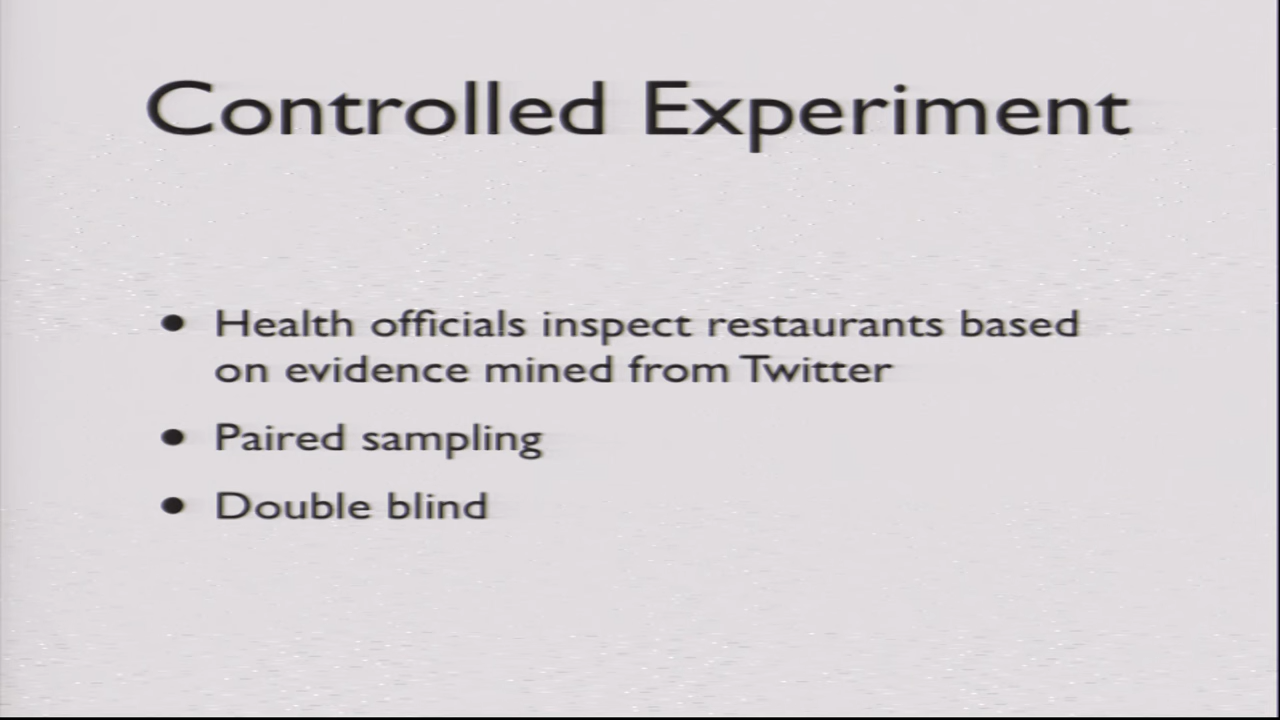 Controlled Experiment
• Health officials inspect restaurants based
on evidence mined from Twitter
• Paired sampling
• Double blind